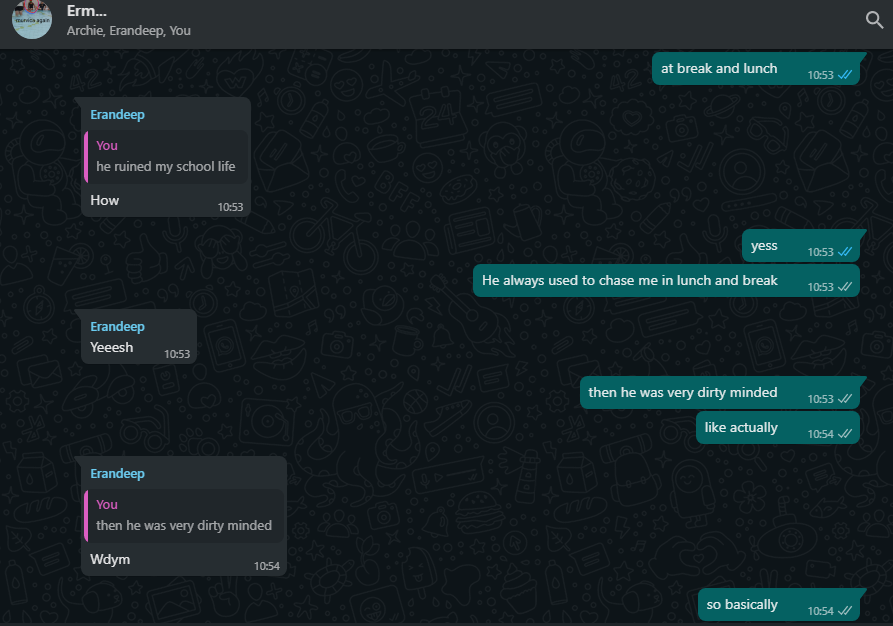 Erm...
Archie, Erandeep, You
at break and lunch 10:53
Erandeep
You
he ruined my school life
How 10:53
yess 10:53
He always used to chase me in lunch and break 10:53
Erandeep
Yeeesh 10:53
then he was very dirty minded 10:53
like actually 10:54
Erandeep
You
then he was very dirty minded
Wdym 10:54
so basically 10:54